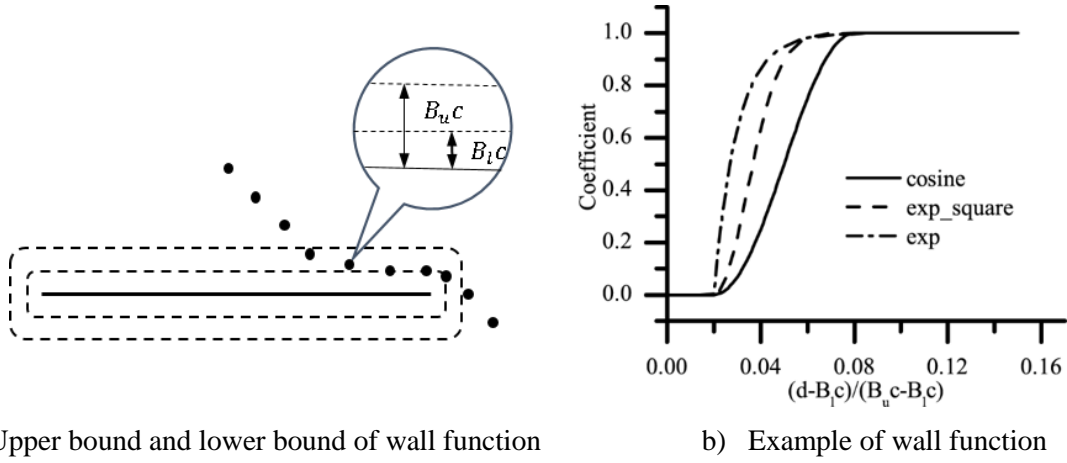 B_u c
B_l c
1.0
0.8
0.6
0.4
0.2
0.0
Coefficient
cosine
exp_square
exp
0.00 0.04 0.08 0.12 0.16
(d-B_l c)/(B_u c-B_l c)
Upper bound and lower bound of wall function
b) Example of wall function